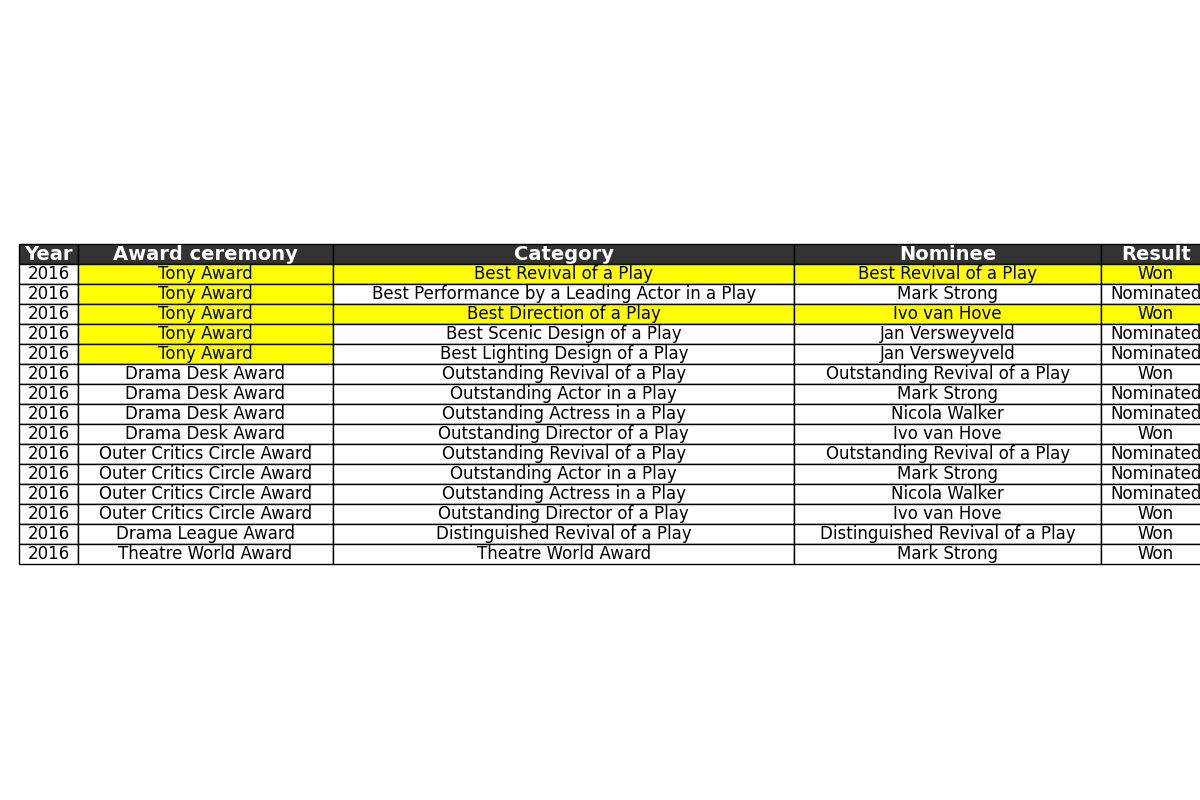 Year Award ceremony Category Nominee Result
2016 Tony Award Best Revival of a Play Best Revival of a Play Won
2016 Tony Award Best Performance by a Leading Actor in a Play Mark Strong Nominated
2016 Tony Award Best Direction of a Play Ivo van Hove Won
2016 Tony Award Best Scenic Design of a Play Jan Versweyveld Nominated
2016 Tony Award Best Lighting Design of a Play Jan Versweyveld Nominated
2016 Drama Desk Award Outstanding Revival of a Play Outstanding Revival of a Play Won
2016 Drama Desk Award Outstanding Actor in a Play Mark Strong Nominated
2016 Drama Desk Award Outstanding Actress in a Play Nicola Walker Nominated
2016 Drama Desk Award Outstanding Director of a Play Ivo van Hove Won
2016 Outer Critics Circle Award Outstanding Revival of a Play Outstanding Revival of a Play Nominated
2016 Outer Critics Circle Award Outstanding Actor in a Play Mark Strong Nominated
2016 Outer Critics Circle Award Outstanding Actress in a Play Nicola Walker Nominated
2016 Outer Critics Circle Award Outstanding Director of a Play Ivo van Hove Won
2016 Drama League Award Distinguished Revival of a Play Distinguished Revival of a Play Won
2016 Theatre World Award Theatre World Award Mark Strong Won